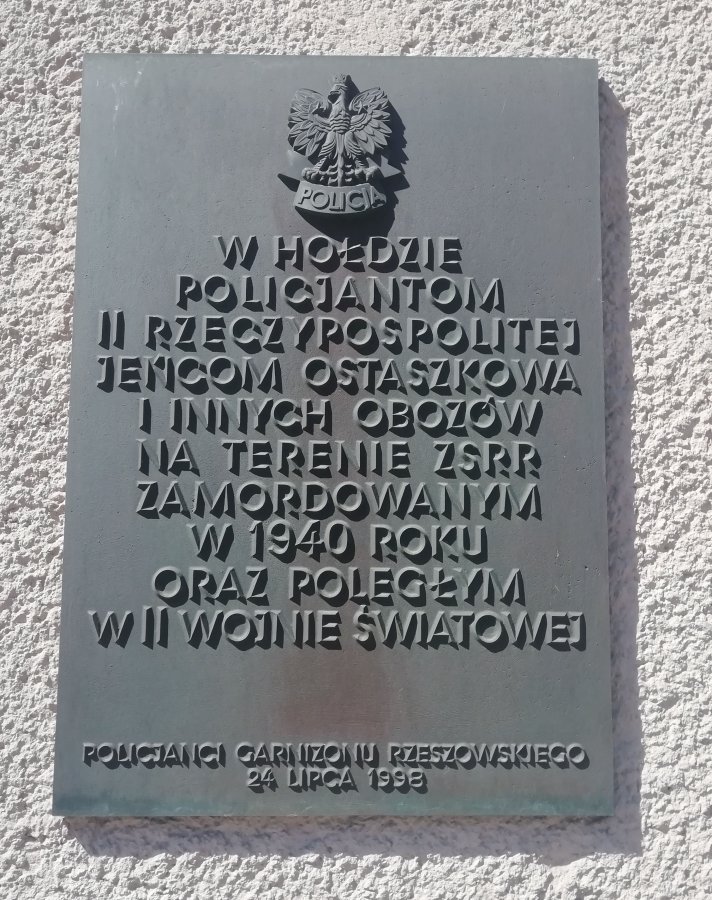 POLICJA
W HOŁDZIE
POLICJANTOM
II RZECZYPOSPOLITEJ
JEŃCOM OSTASZKOWA
I INNYCH OBOZÓW
NA TERENIE ZSRR
ZAMORDOWANYM
W 1940 ROKU
ORAZ POLEGŁYM
W II WOJNIE ŚWIATOWEJ
POLICJANCI GARNIZONU RZESZOWSKIEGO
24 LIPCA 1998